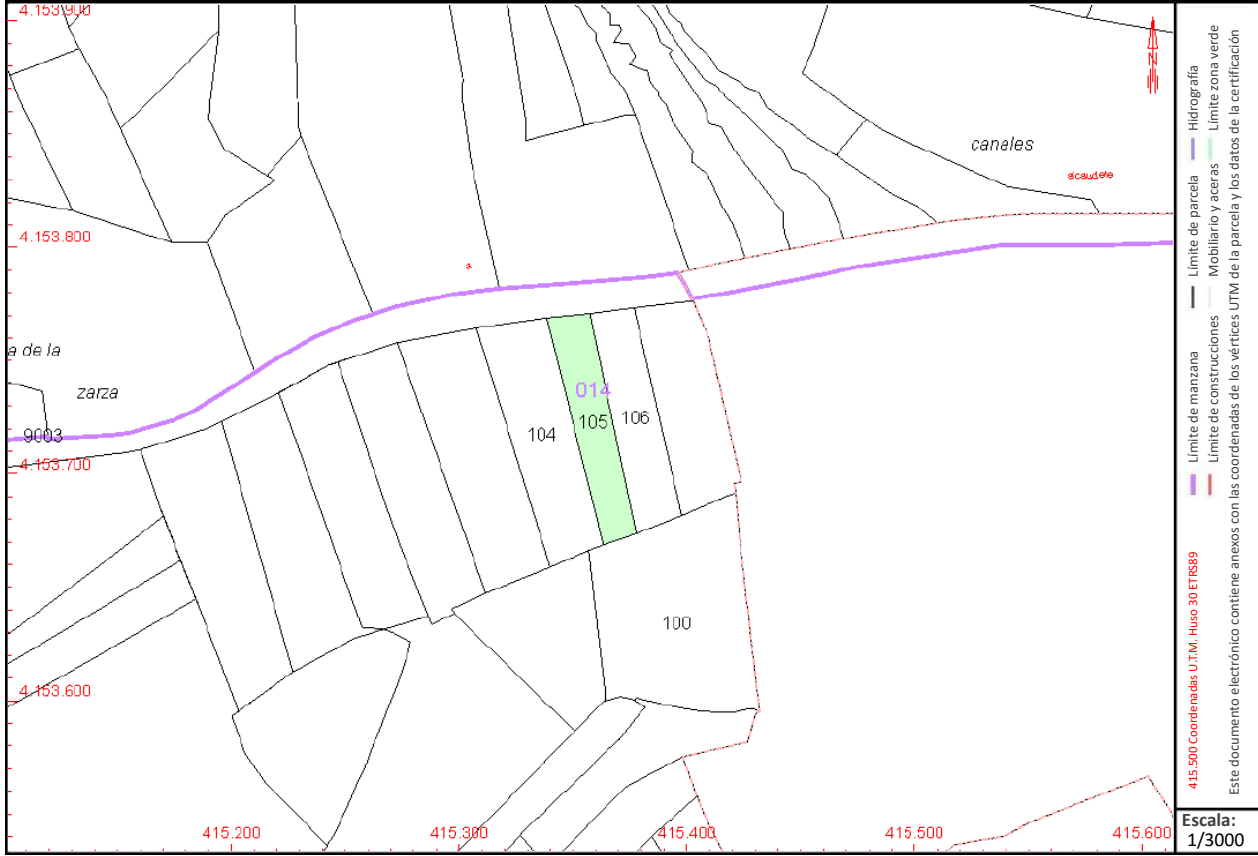 4.153.900
N
canales
alcaudete
4.153.800
a
a de la
zarza
014
104
105
106
9003
4.153.700
100
4.153.600
415.200
415.300
415.400
415.500
415.600
415.500 Coordenadas U.T.M. Huso 30 ETRS89
Límite de manzana
Límite de parcela
Hidrografía
Límite de construcciones
Mobiliario y aceras
Límite zona verde
Este documento electrónico contiene anexos con las coordenadas de los vértices UTM de la parcela y los datos de la certificación
Escala:
1/3000